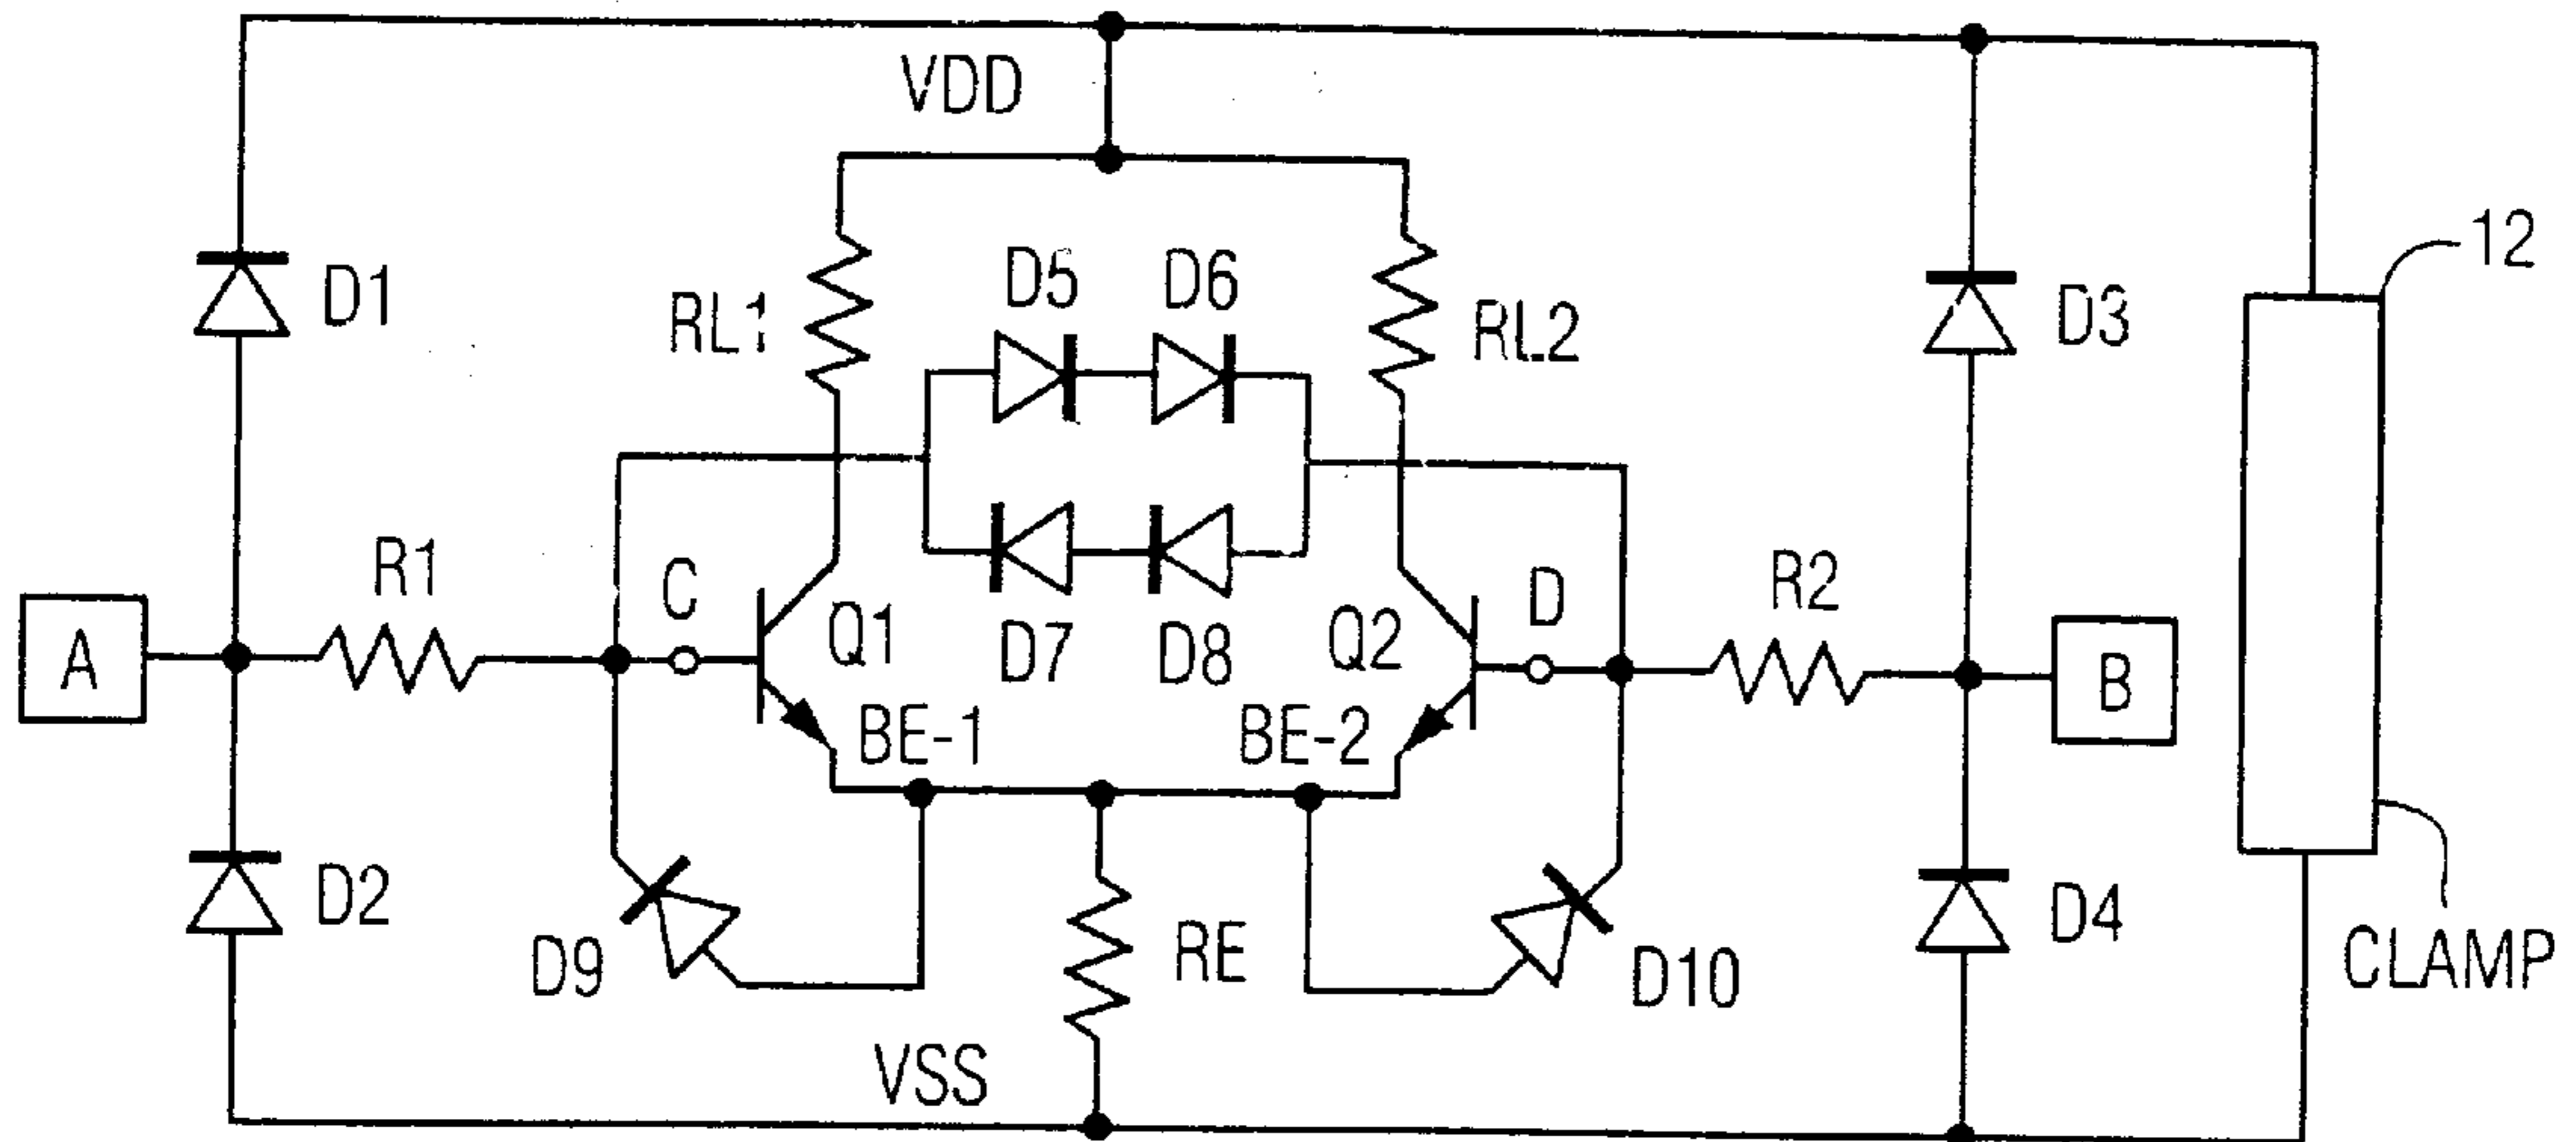 VDD
12
D5
D6
D1
RL1
RL2
D3
R1
C
D
R2
A
Q1
D7
D8
Q2
B
BE-1
BE-2
D2
D9
RE
D10
D4
CLAMP
VSS